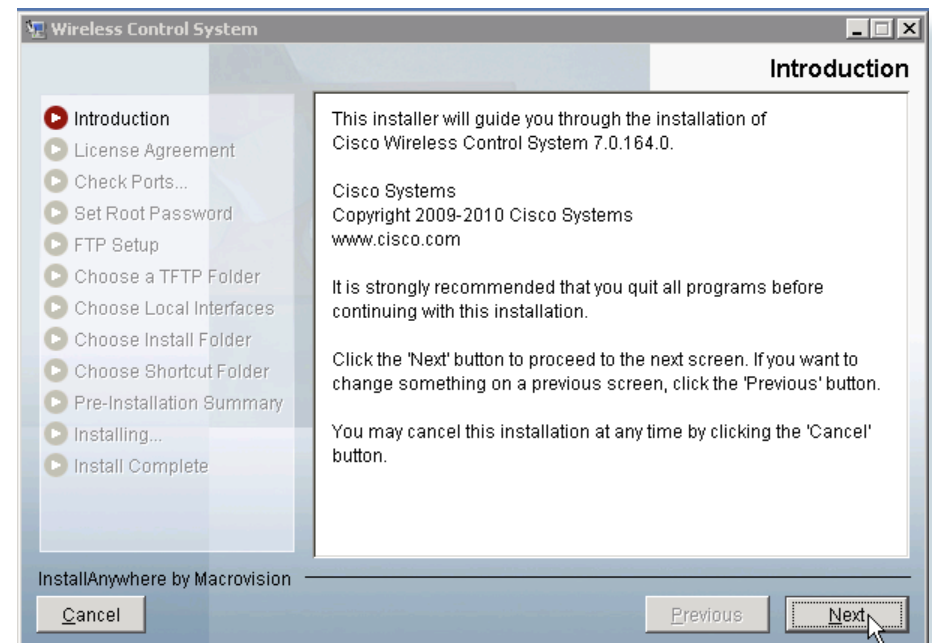 Wireless Control System
Introduction
Introduction
License Agreement
Check Ports...
Set Root Password
FTP Setup
Choose a TFTP Folder
Choose Local Interfaces
Choose Install Folder
Choose Shortcut Folder
Pre-Installation Summary
Installing...
Install Complete
This installer will guide you through the installation of
Cisco Wireless Control System 7.0.164.0.
Cisco Systems
Copyright 2009-2010 Cisco Systems
www.cisco.com
It is strongly recommended that you quit all programs before
continuing with this installation.
Click the 'Next' button to proceed to the next screen. If you want to
change something on a previous screen, click the 'Previous' button.
You may cancel this installation at any time by clicking the 'Cancel'
button.
InstallAnywhere by Macrovision
Cancel
Previous
Next